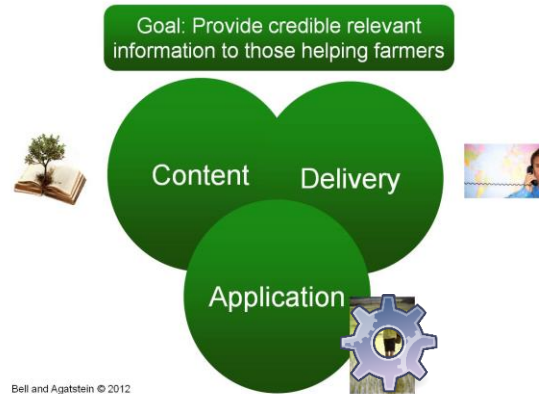 Goal: Provide credible relevant
information to those helping farmers
Content
Delivery
Application
Bell and Agatstein © 2012